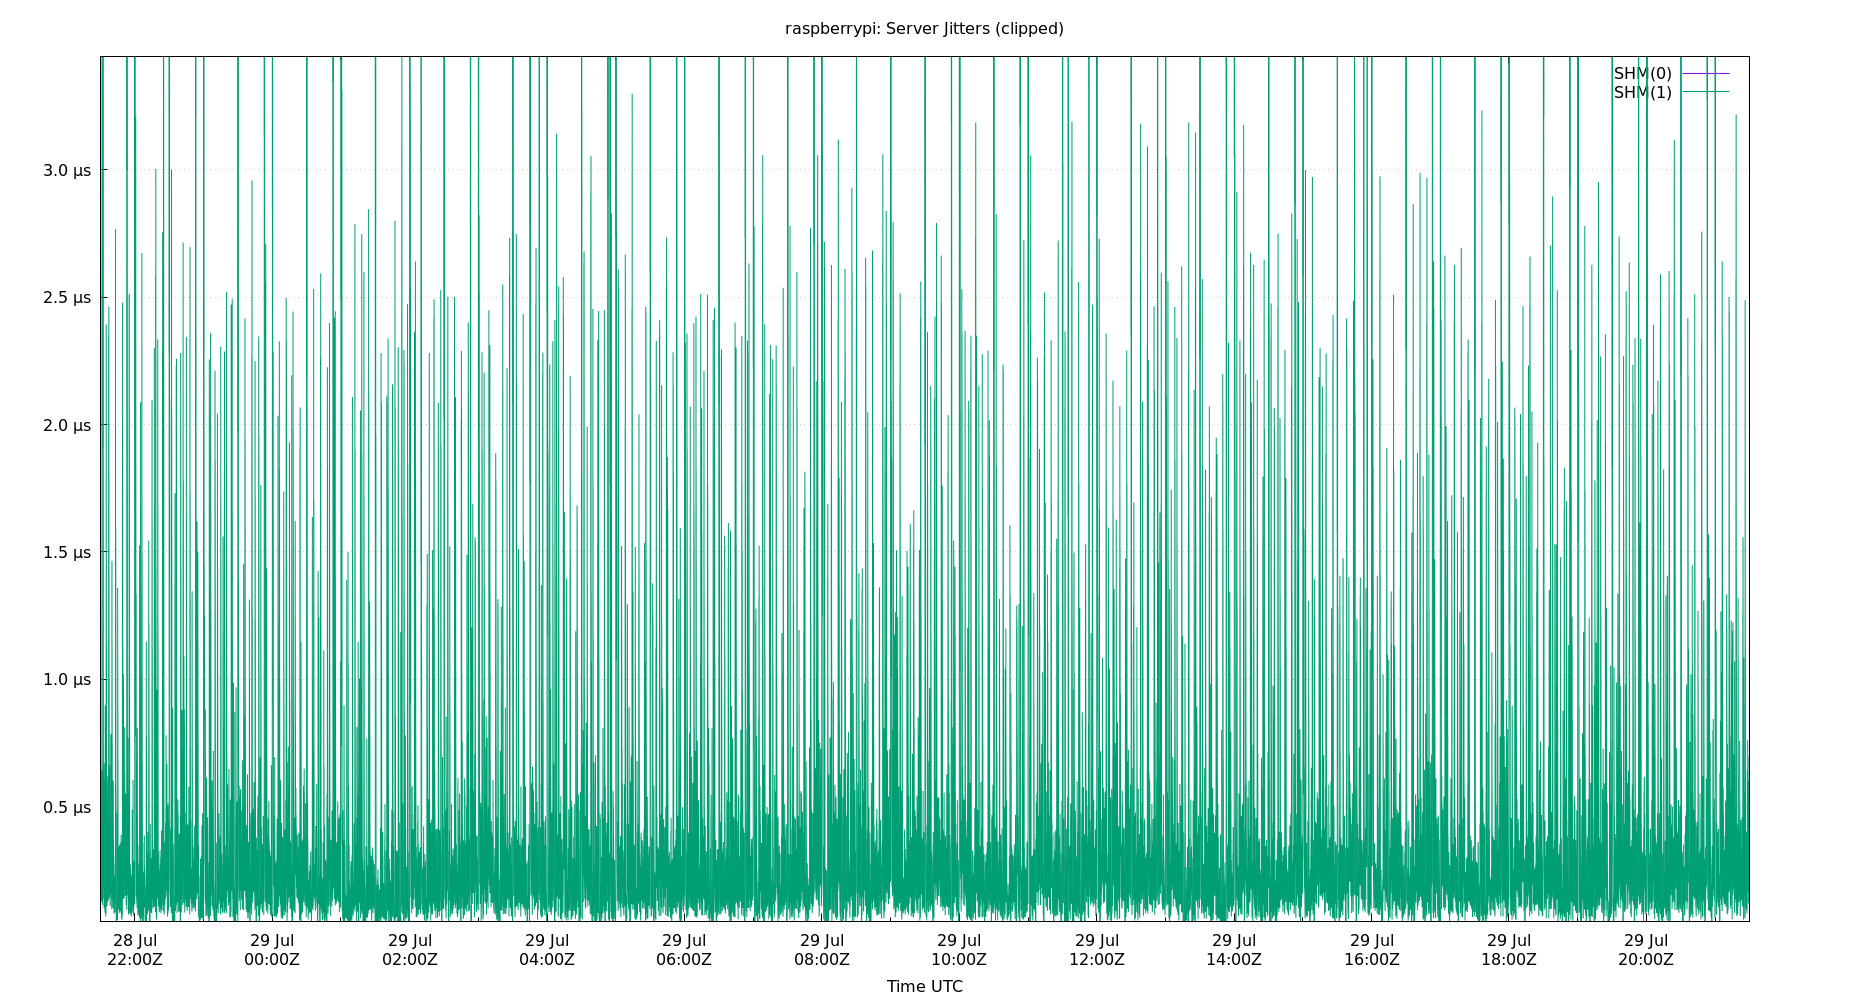 raspberrypi: Server Jitters (clipped)
SHM(0)
SHM(1)
3.0 µs
2.5 µs
2.0 µs
1.5 µs
1.0 µs
0.5 µs
28 Jul 29 Jul 29 Jul 29 Jul 29 Jul 29 Jul 29 Jul 29 Jul 29 Jul 29 Jul 29 Jul 29 Jul
22:00Z 00:00Z 02:00Z 04:00Z 06:00Z 08:00Z 10:00Z 12:00Z 14:00Z 16:00Z 18:00Z 20:00Z
Time UTC